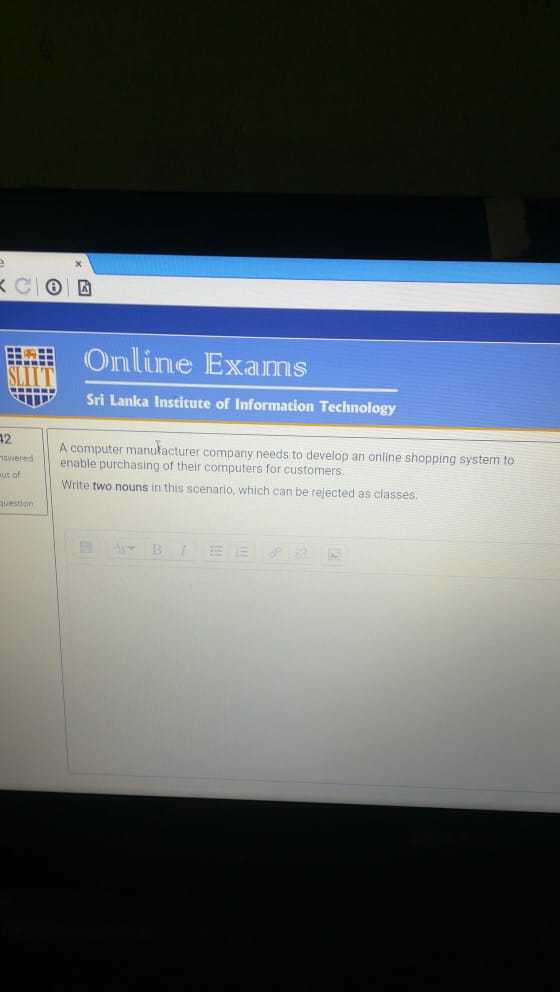 e ×
SLIIT
Online Exams
Sri Lanka Institute of Information Technology
42
nswered
out of
question
A computer manufacturer company needs to develop an online shopping system to
enable purchasing of their computers for customers.
Write two nouns in this scenario, which can be rejected as classes.
B I